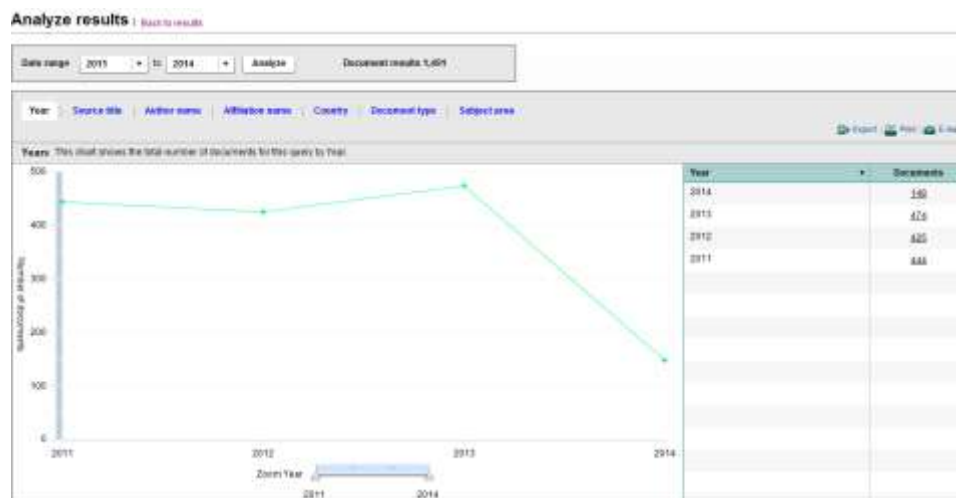 Analyze results | Back to results
Date range 2011 to 2014 Analyze Document results 1,491
Year | Source title | Author name | Affiliation name | Country | Document type | Subject area
Export Print
Years This chart shows the total number of documents for this query by Year.
500
400
300
200
100
0
2011 2012 2013 2014
Zoom Year
2011 2014
Year Documents
2014 148
2013 474
2012 425
2011 444